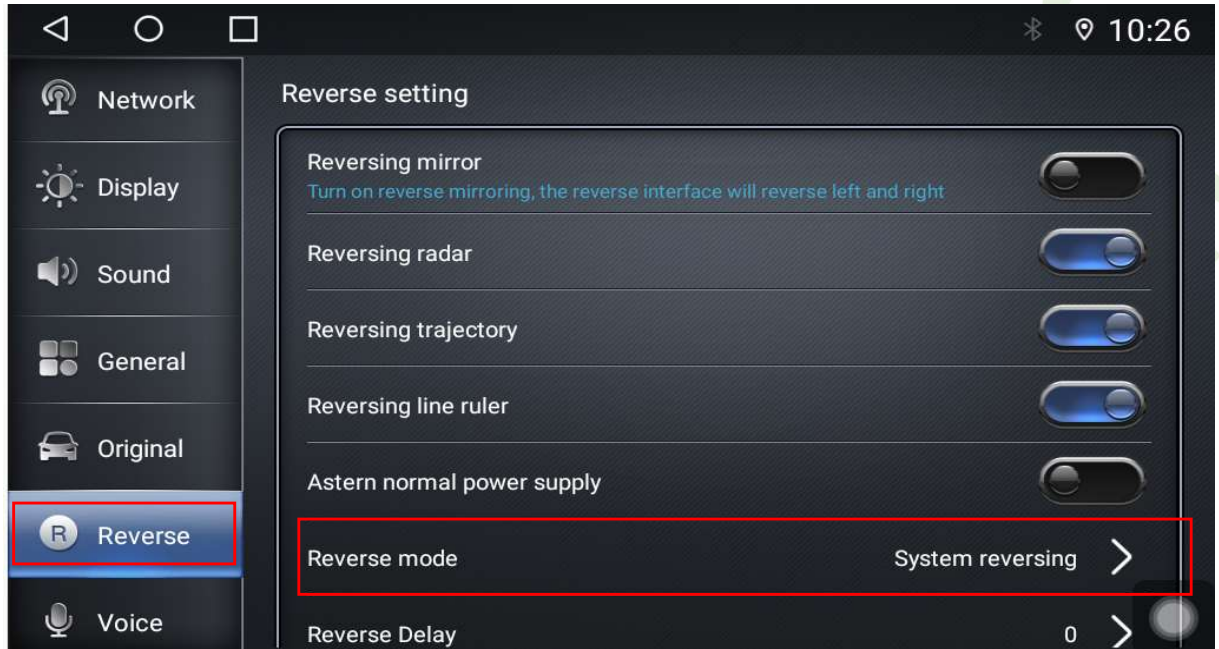 10:26
Network
Display
Sound
General
Original
R Reverse
Voice
Reverse setting
Reversing mirror
Turn on reverse mirroring, the reverse interface will reverse left and right
Reversing radar
Reversing trajectory
Reversing line ruler
Astern normal power supply
Reverse mode System reversing
Reverse Delay 0